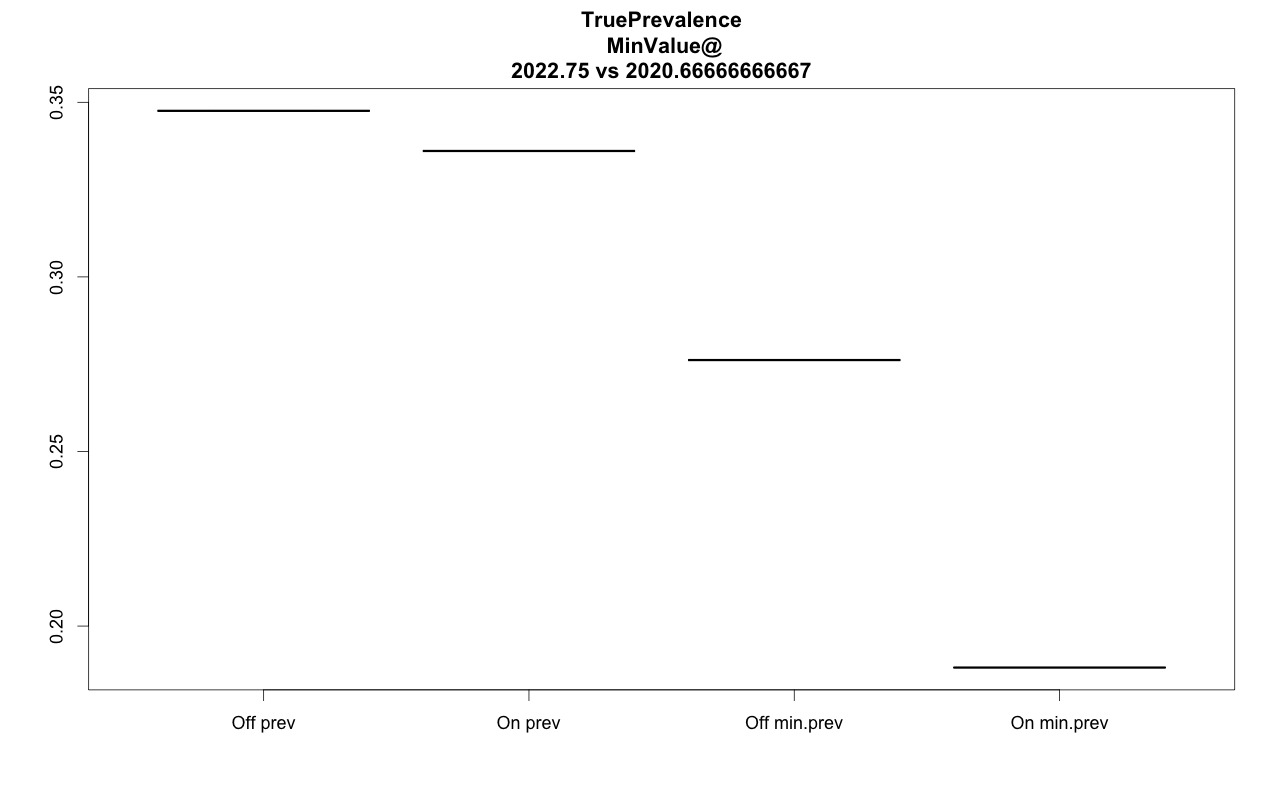 TruePrevalence
MinValue@
2022.75 vs 2020.66666666667
0.35
0.30
0.25
0.20
Off prev
On prev
Off min.prev
On min.prev